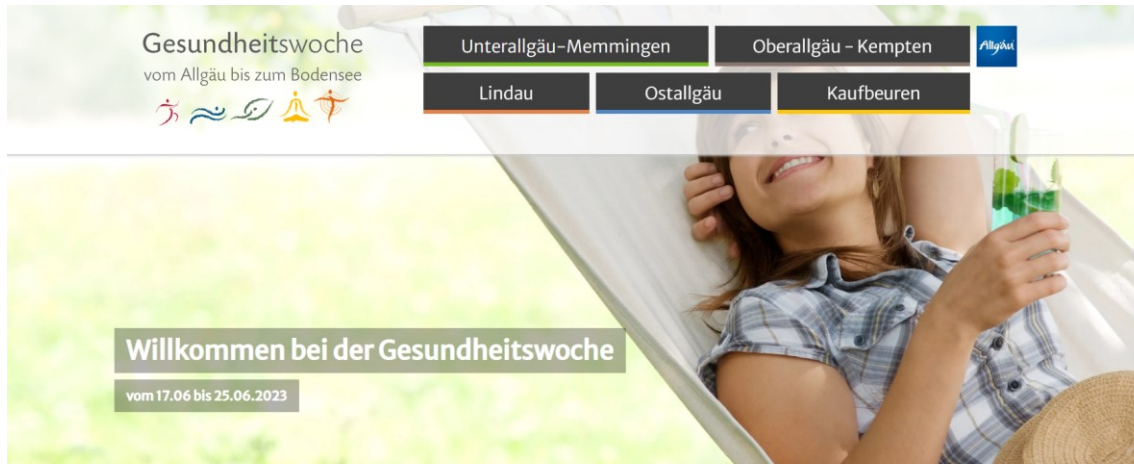 Gesundheitswoche
vom Allgäu bis zum Bodensee
Unterallgäu-Memmingen
Oberallgäu – Kempten
Allgäu
Lindau
Ostallgäu
Kaufbeuren
Willkommen bei der Gesundheitswoche
vom 17.06 bis 25.06.2023